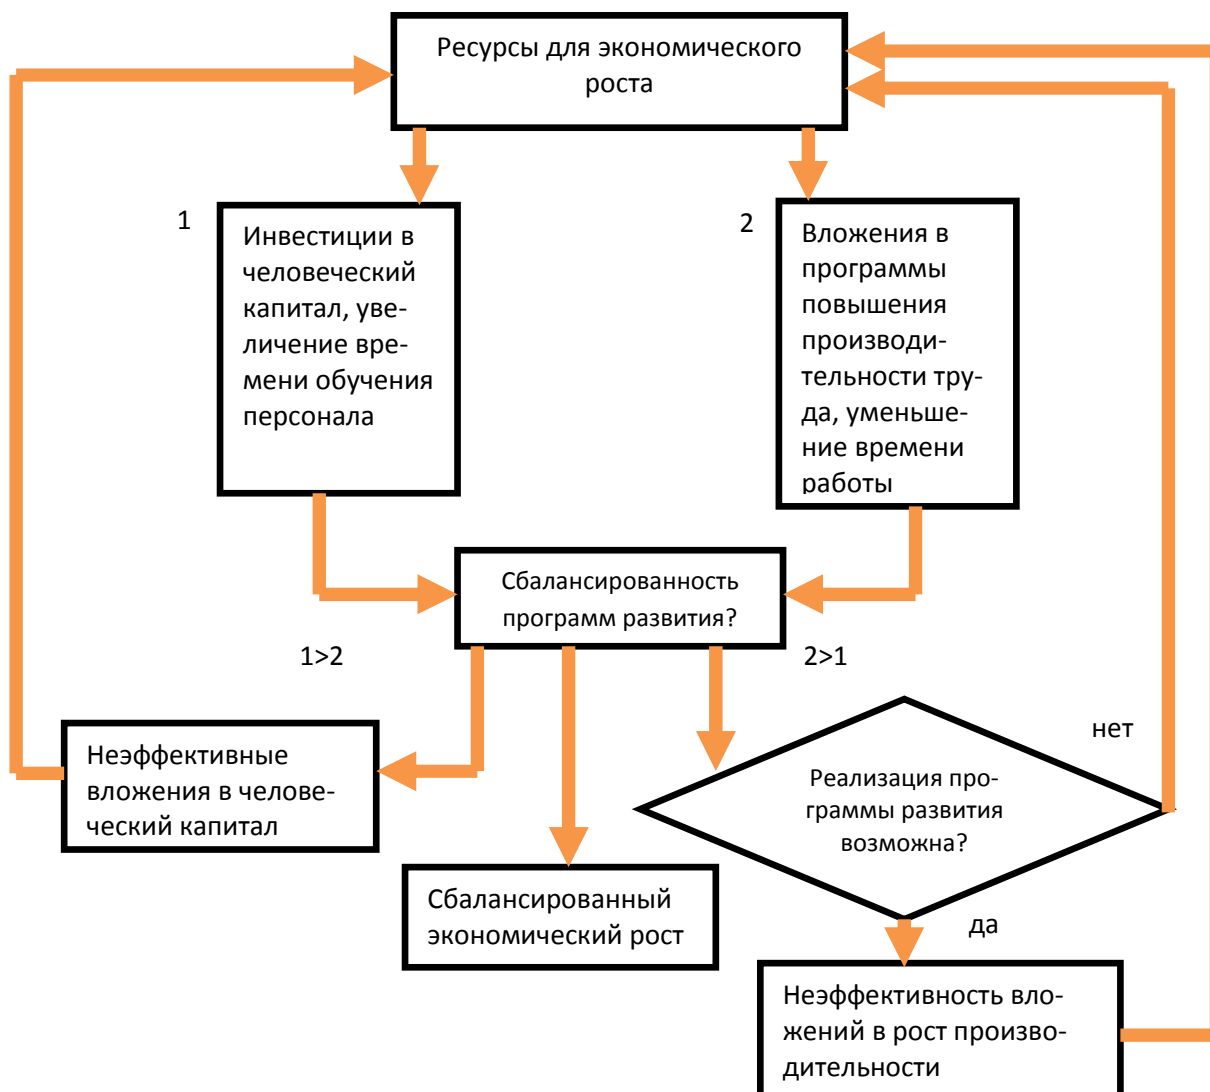 Ресурсы для экономического
роста
1
Инвестиции в
человеческий
капитал, уве-
личение вре-
мени обучения
персонала
2
Вложения в
программы
повышения
производи-
тельности тру-
да, уменьше-
ние времени
работы
Сбалансированность
программ развития?
1>2
2>1
Неэффективные
вложения в челове-
ческий капитал
нет
Реализация про-
граммы развития
возможна?
Сбалансированный
экономический рост
да
Неэффективность вло-
жений в рост произво-
дительности